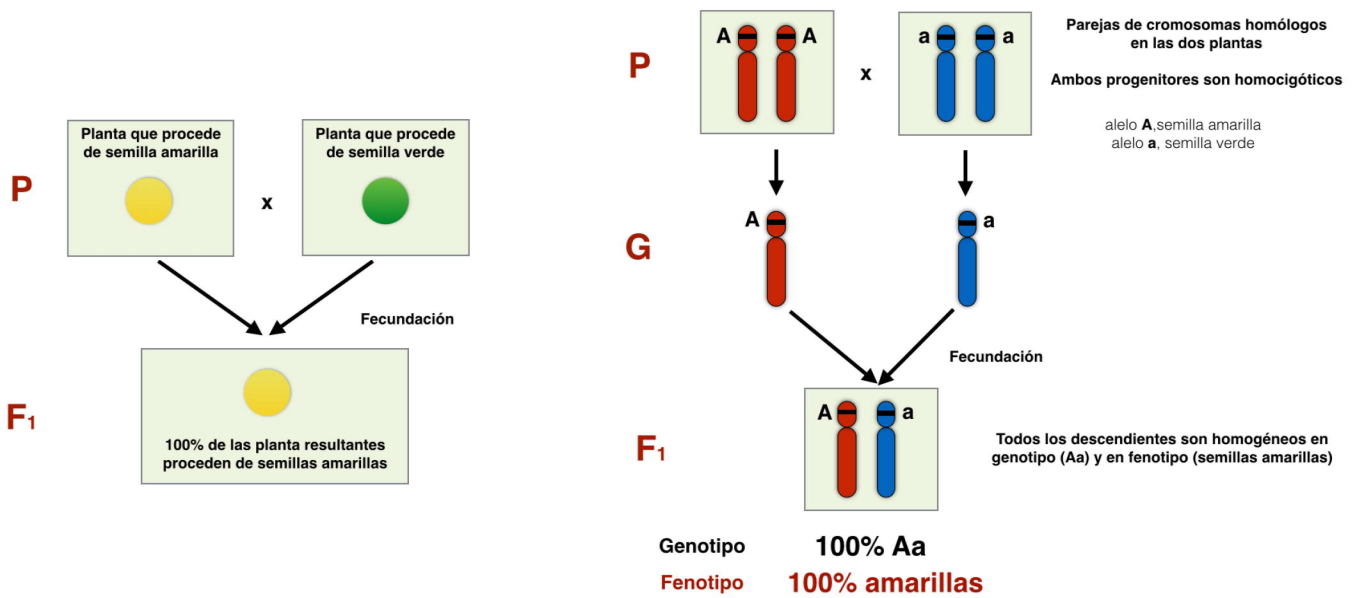 Planta que procede
de semilla amarilla
Planta que procede
de semilla verde
P
x
Fecundación
F1
100% de las planta resultantes
proceden de semillas amarillas
P
A
A
x
a
a
Parejas de cromosomas homólogos
en las dos plantas
Ambos progenitores son homocigóticos
alelo A,semilla amarilla
alelo a, semilla verde
G
A
a
Fecundación
F1
A
a
Todos los descendientes son homogéneos en
genotipo (Aa) y en fenotipo (semillas amarillas)
Genotipo 100% Aa
Fenotipo 100% amarillas